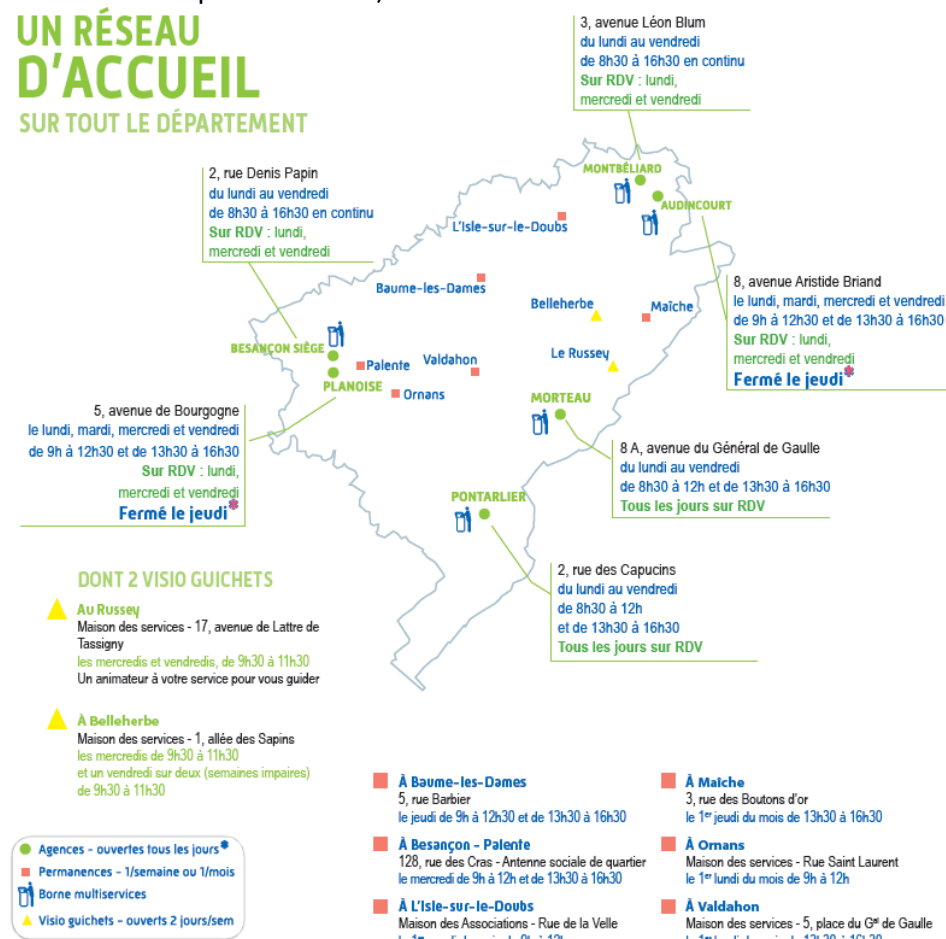 UN RÉSEAU
D'ACCUEIL
SUR TOUT LE DÉPARTEMENT
3, avenue Léon Blum
du lundi au vendredi
de 8h30 à 16h30 en continu
Sur RDV : lundi,
mercredi et vendredi
2, rue Denis Papin
du lundi au vendredi
de 8h30 à 16h30 en continu
Sur RDV : lundi,
mercredi et vendredi
MONTBÉLIARD
AUDINCOURT
L'Isle-sur-le-Doubs
Baume-les-Dames
Belleherbe
Maîche
8, avenue Aristide Briand
le lundi, mardi, mercredi et vendredi
de 9h à 12h30 et de 13h30 à 16h30
Sur RDV : lundi,
mercredi et vendredi
Fermé le jeudi*
BESANÇON SIÈGE
Palente
Valdahon
Le Russey
PLANOISE
Ornans
MORTEAU
5, avenue de Bourgogne
le lundi, mardi, mercredi et vendredi
de 9h à 12h30 et de 13h30 à 16h30
Sur RDV : lundi,
mercredi et vendredi
Fermé le jeudi*
8 A, avenue du Général de Gaulle
du lundi au vendredi
de 8h30 à 12h et de 13h30 à 16h30
Tous les jours sur RDV
PONTARLIER
2, rue des Capucins
du lundi au vendredi
de 8h30 à 12h
et de 13h30 à 16h30
Tous les jours sur RDV
DONT 2 VISIO GUICHETS
Au Russey
Maison des services - 17, avenue de Lattre de
Tassigny
les mercredis et vendredis, de 9h30 à 11h30
Un animateur à votre service pour vous guider
À Belleherbe
Maison des services - 1, allée des Sapins
les mercredis de 9h30 à 11h30
et un vendredi sur deux (semaines impaires)
de 9h30 à 11h30
Agences - ouvertes tous les jours*
Permanences - 1/semaine ou 1/mois
Borne multiservices
Visio guichets - ouverts 2 jours/sem
À Baume-les-Dames
5, rue Barbier
le jeudi de 9h à 12h30 et de 13h30 à 16h30
À Besançon - Palente
128, rue des Cras - Antenne sociale de quartier
le mercredi de 9h à 12h et de 13h30 à 16h30
À L'Isle-sur-le-Doubs
Maison des Associations - Rue de la Velle
À Maîche
3, rue des Boutons d'or
le 1er jeudi du mois de 13h30 à 16h30
À Ornans
Maison des services - Rue Saint Laurent
le 1er lundi du mois de 9h à 12h
À Valdahon
Maison des services - 5, place du Gal de Gaulle